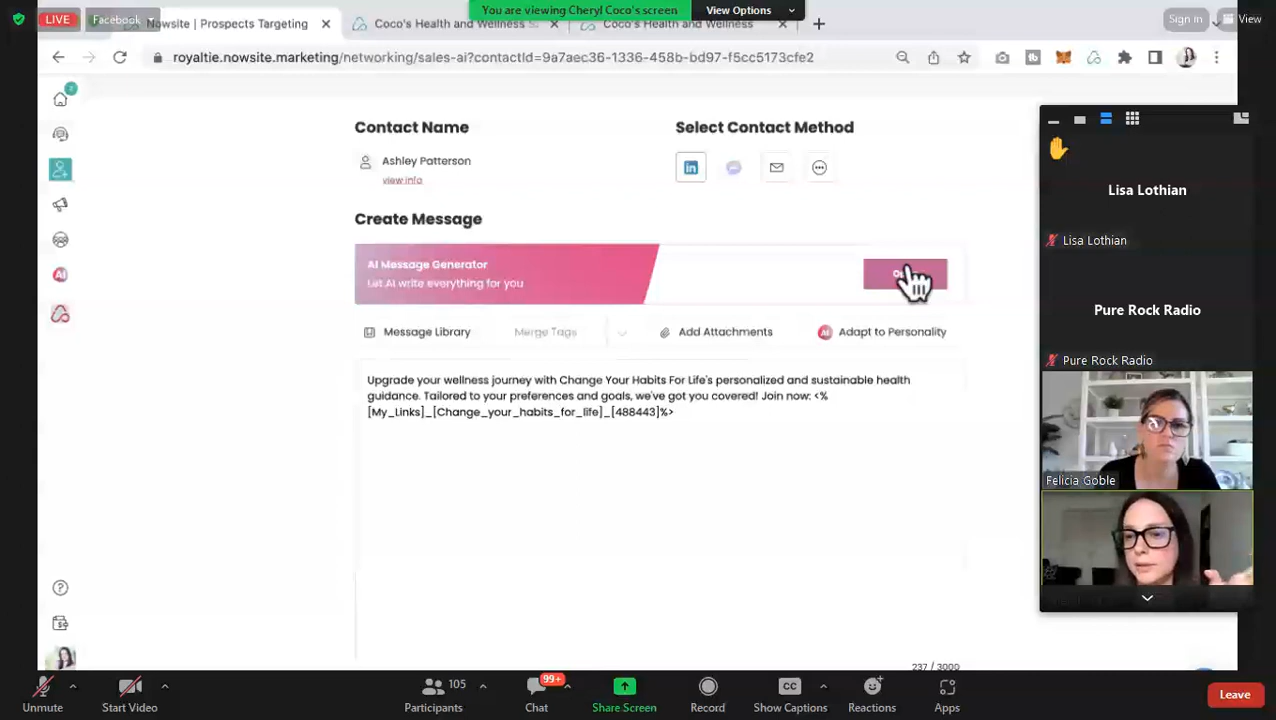 LIVE
Facebook
Nowsite | Prospects Targeting
Coco's Health and Wellness S
Coco's Health and Wellness
You are viewing Cheryl Coco's screen
View Options
Sign in
View
royaltie.nowsite.marketing/networking/sales-ai?contactId=9a7aec36-1336-458b-bd97-f5cc5173cfe2
Contact Name
Select Contact Method
Ashley Patterson
view info
Create Message
AI Message Generator
Let AI write everything for you
Message Library
Merge Tags
Add Attachments
AI
Adapt to Personality
Upgrade your wellness journey with Change Your Habits For Life's personalized and sustainable health
guidance. Tailored to your preferences and goals, we've got you covered! Join now: <%
[My_Links]_[Change_your_habits_for_life]_[488443]%>
237 / 3000
AI
Lisa Lothian
Lisa Lothian
Pure Rock Radio
Pure Rock Radio
Felicia Goble
Unmute
Start Video
105
Participants
99+
Chat
Share Screen
Record
CC
Show Captions
Reactions
Apps
Leave